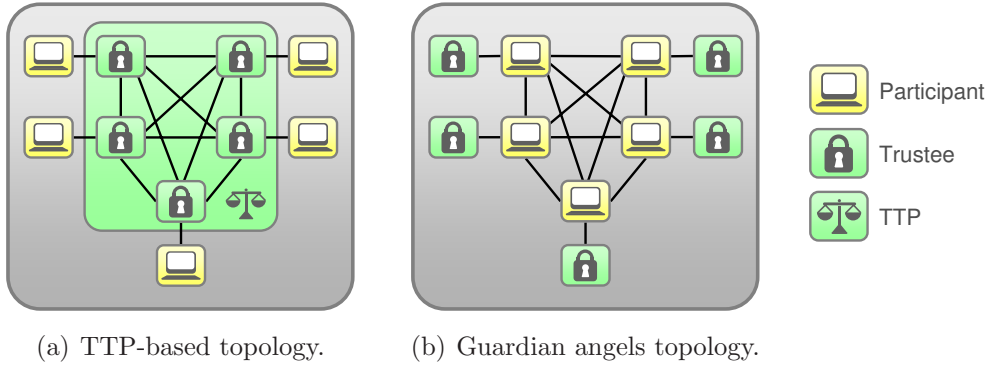 Participant
Trustee
TTP
(a) TTP-based topology.
(b) Guardian angels topology.